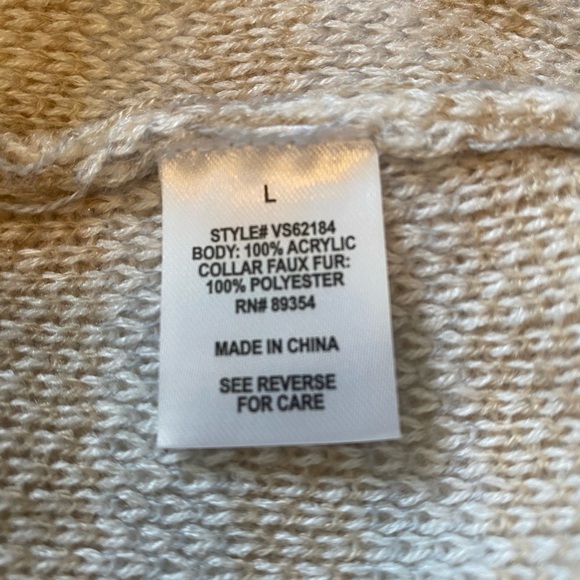 L
STYLE# VS62184
BODY: 100% ACRYLIC
COLLAR FAUX FUR:
100% POLYESTER
RN# 89354
MADE IN CHINA
SEE REVERSE
FOR CARE